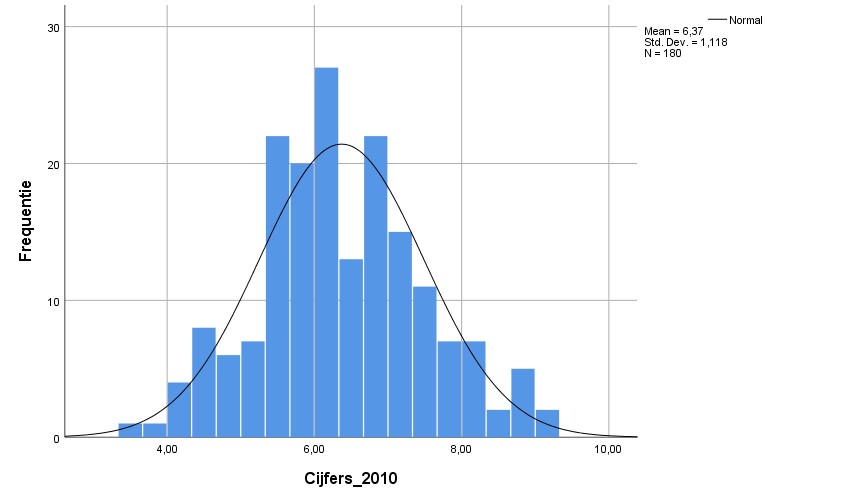 Normal
Mean = 6,37
Std. Dev. = 1,118
N = 180
30
20
10
0
Frequentie
4,00 6,00 8,00 10,00
Cijfers_2010